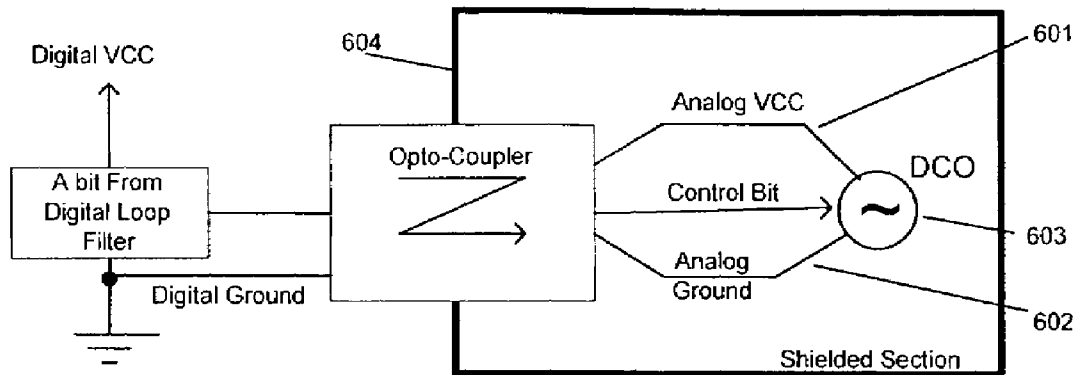 604
601
Digital VCC
Analog VCC
Opto-Coupler
DCO
A bit From
Digital Loop
Filter
Control Bit
~
603
Analog
Ground
Digital Ground
602
Shielded Section